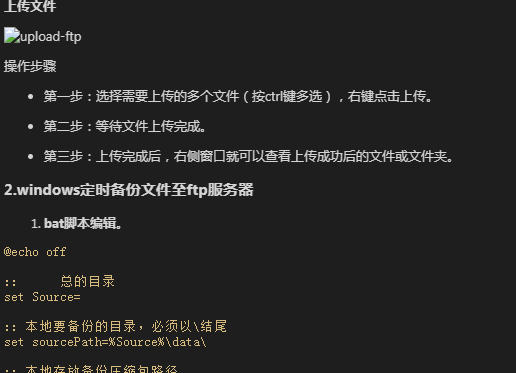 上传文件
upload-ftp
操作步骤
• 第一步：选择需要上传的多个文件（按ctrl键多选），右键点击上传。
• 第二步：等待文件上传完成。
• 第三步：上传完成后，右侧窗口就可以查看上传成功后的文件或文件夹。
2.windows定时备份文件至ftp服务器
1. bat脚本编辑。
@echo off
:: 总的目录
set Source=
:: 本地要备份的目录，必须以\结尾
set sourcePath=%Source%\data\
:: 本地存放备份压缩包路径